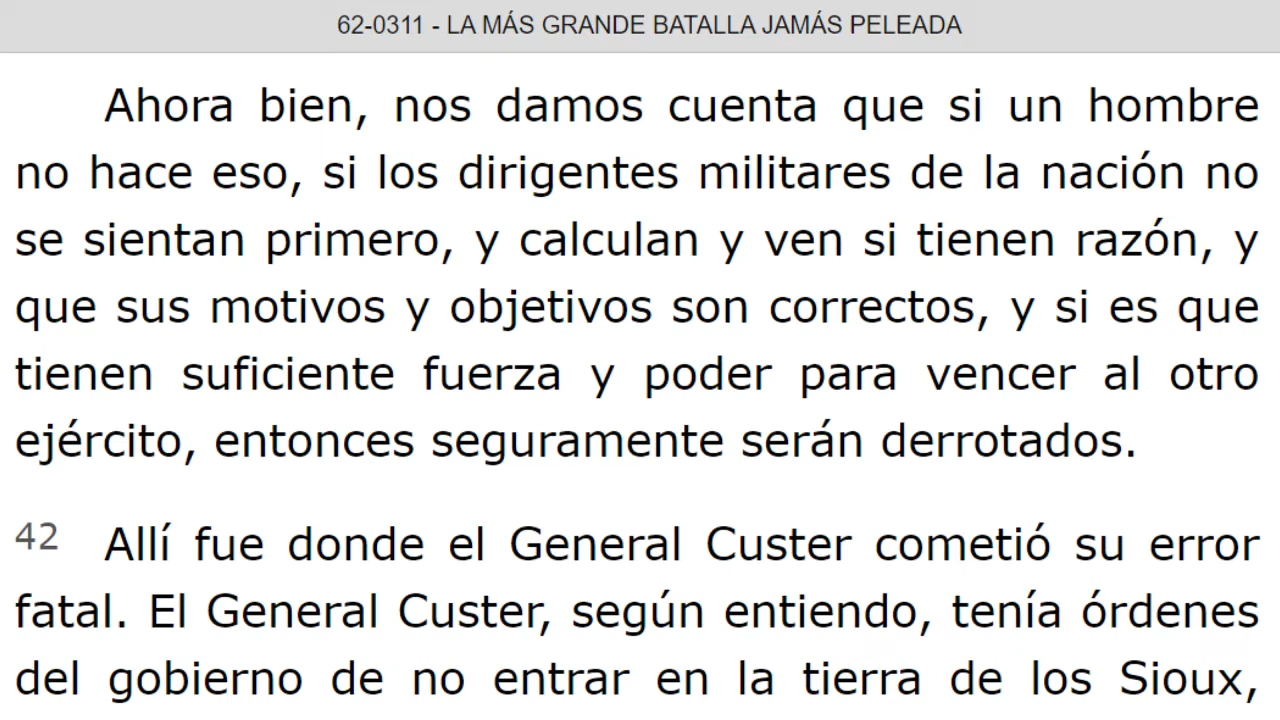 62-0311 - LA MÁS GRANDE BATALLA JAMÁS PELEADA
Ahora bien, nos damos cuenta que si un hombre
no hace eso, si los dirigentes militares de la nación no
se sientan primero, y calculan y ven si tienen razón, y
que sus motivos y objetivos son correctos, y si es que
tienen suficiente fuerza y poder para vencer al otro
ejército, entonces seguramente serán derrotados.
42 Allí fue donde el General Custer cometió su error
fatal. El General Custer, según entiendo, tenía órdenes
del gobierno de no entrar en la tierra de los Sioux,